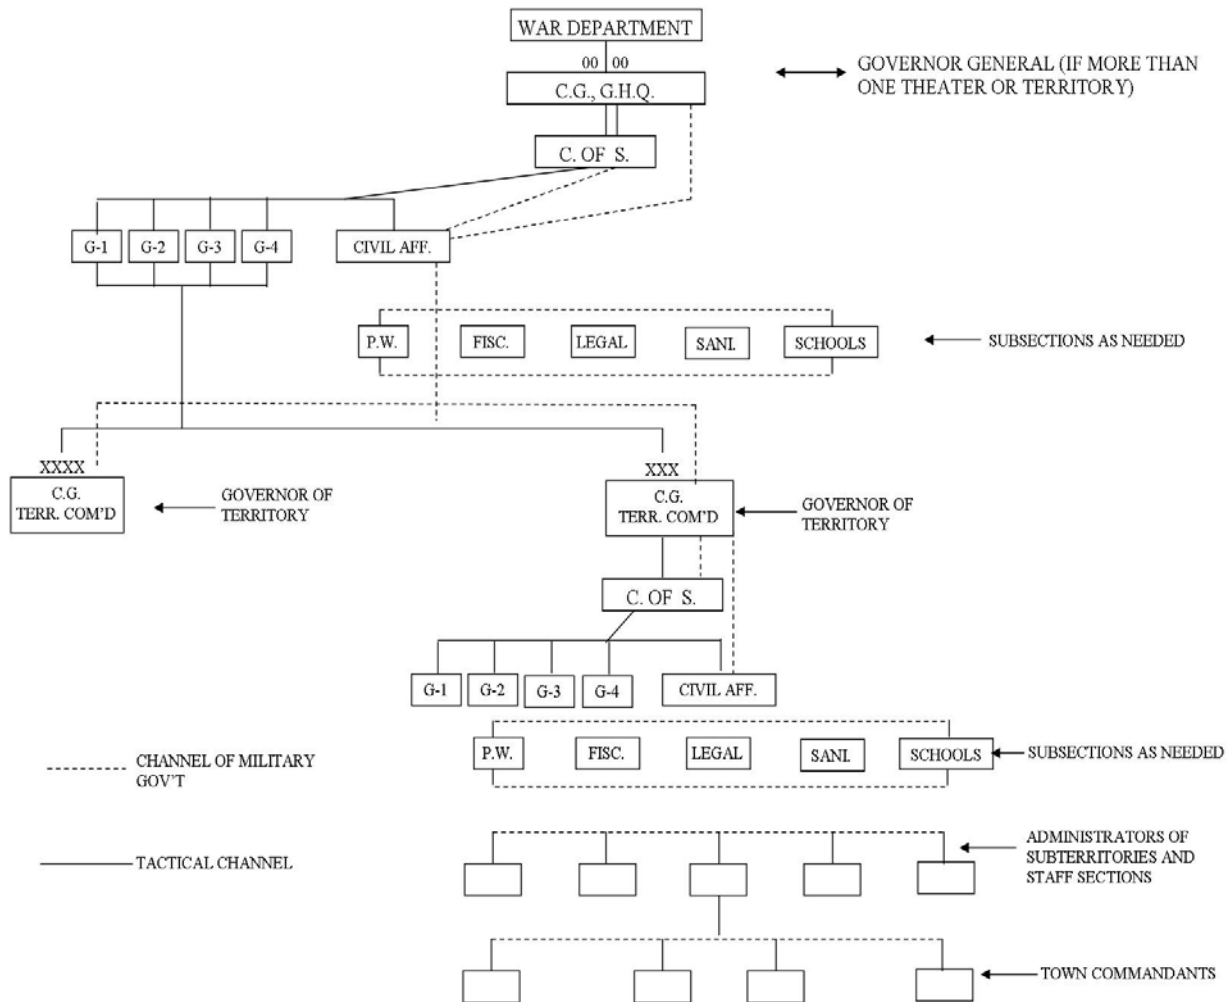 WAR DEPARTMENT
00 00
C.G., G.H.Q.
GOVERNOR GENERAL (IF MORE THAN
ONE THEATER OR TERRITORY)
C. OF S.
G-1
G-2
G-3
G-4
CIVIL AFF.
P.W.
FISC.
LEGAL
SANI.
SCHOOLS
SUBSECTIONS AS NEEDED
XXXX
C.G.
TERR. COM'D
GOVERNOR OF
TERRITORY
XXX
C.G.
TERR. COM'D
GOVERNOR OF
TERRITORY
C. OF S.
G-1
G-2
G-3
G-4
CIVIL AFF.
P.W.
FISC.
LEGAL
SANI.
SCHOOLS
SUBSECTIONS AS NEEDED
CHANNEL OF MILITARY
GOV'T
TACTICAL CHANNEL
ADMINISTRATORS OF
SUBTERRITORIES AND
STAFF SECTIONS
TOWN COMMANDANTS